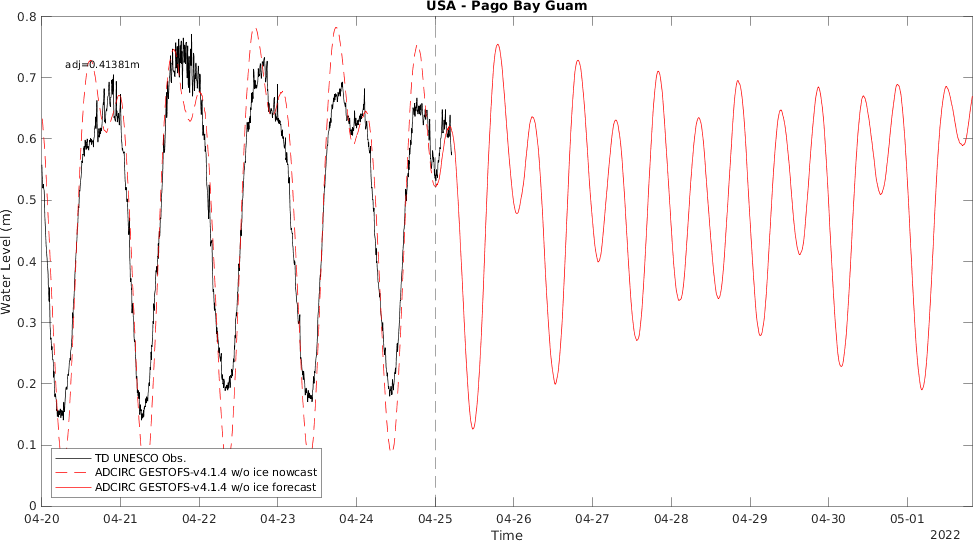 USA - Pago Bay Guam
adj=0.41381m
Water Level (m)
0.8
0.7
0.6
0.5
0.4
0.3
0.2
0.1
0
TD UNESCO Obs.
ADCIRC GESTOFS-v4.1.4 w/o ice nowcast
ADCIRC GESTOFS-v4.1.4 w/o ice forecast
04-20 04-21 04-22 04-23 04-24 04-25 04-26 04-27 04-28 04-29 04-30 05-01
Time
2022